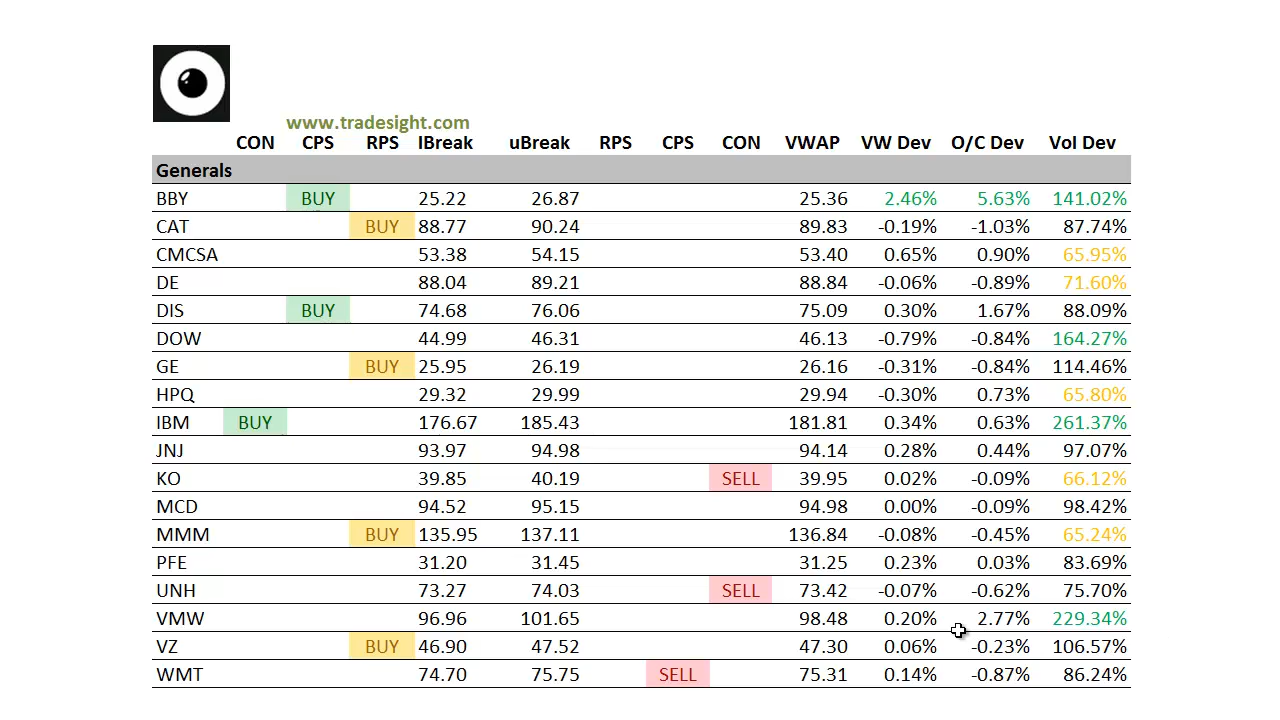 www.tradesight.com
CON CPS RPS lBreak uBreak RPS CPS CON VWAP VW Dev O/C Dev Vol Dev
Generals
BBY BUY 25.22 26.87 25.36 2.46% 5.63% 141.02%
CAT BUY 88.77 90.24 89.83 -0.19% -1.03% 87.74%
CMCSA 53.38 54.15 53.40 0.65% 0.90% 65.95%
DE 88.04 89.21 88.84 -0.06% -0.89% 71.60%
DIS BUY 74.68 76.06 75.09 0.30% 1.67% 88.09%
DOW 44.99 46.31 46.13 -0.79% -0.84% 164.27%
GE BUY 25.95 26.19 26.16 -0.31% -0.84% 114.46%
HPQ 29.32 29.99 29.94 -0.30% 0.73% 65.80%
IBM BUY 176.67 185.43 181.81 0.34% 0.63% 261.37%
JNJ 93.97 94.98 94.14 0.28% 0.44% 97.07%
KO 39.85 40.19 SELL 39.95 0.02% -0.09% 66.12%
MCD 94.52 95.15 94.98 0.00% -0.09% 98.42%
MMM BUY 135.95 137.11 136.84 -0.08% -0.45% 65.24%
PFE 31.20 31.45 31.25 0.23% 0.03% 83.69%
UNH 73.27 74.03 SELL 73.42 -0.07% -0.62% 75.70%
VMW 96.96 101.65 98.48 0.20% 2.77% 229.34%
VZ BUY 46.90 47.52 47.30 0.06% -0.23% 106.57%
WMT 74.70 75.75 SELL 75.31 0.14% -0.87% 86.24%